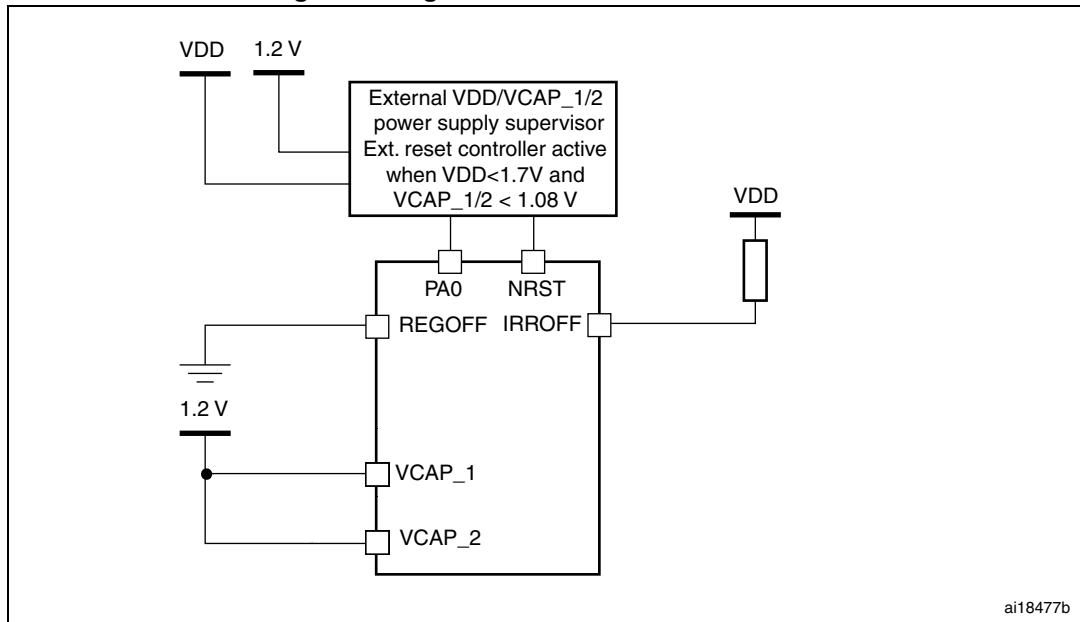 VDD 1.2 V
External VDD/VCAP_1/2
power supply supervisor
Ext. reset controller active
when VDD<1.7V and
VCAP_1/2 < 1.08 V
VDD
PA0 NRST
REGOFF IRROFF
1.2 V
VCAP_1
VCAP_2
ai18477b